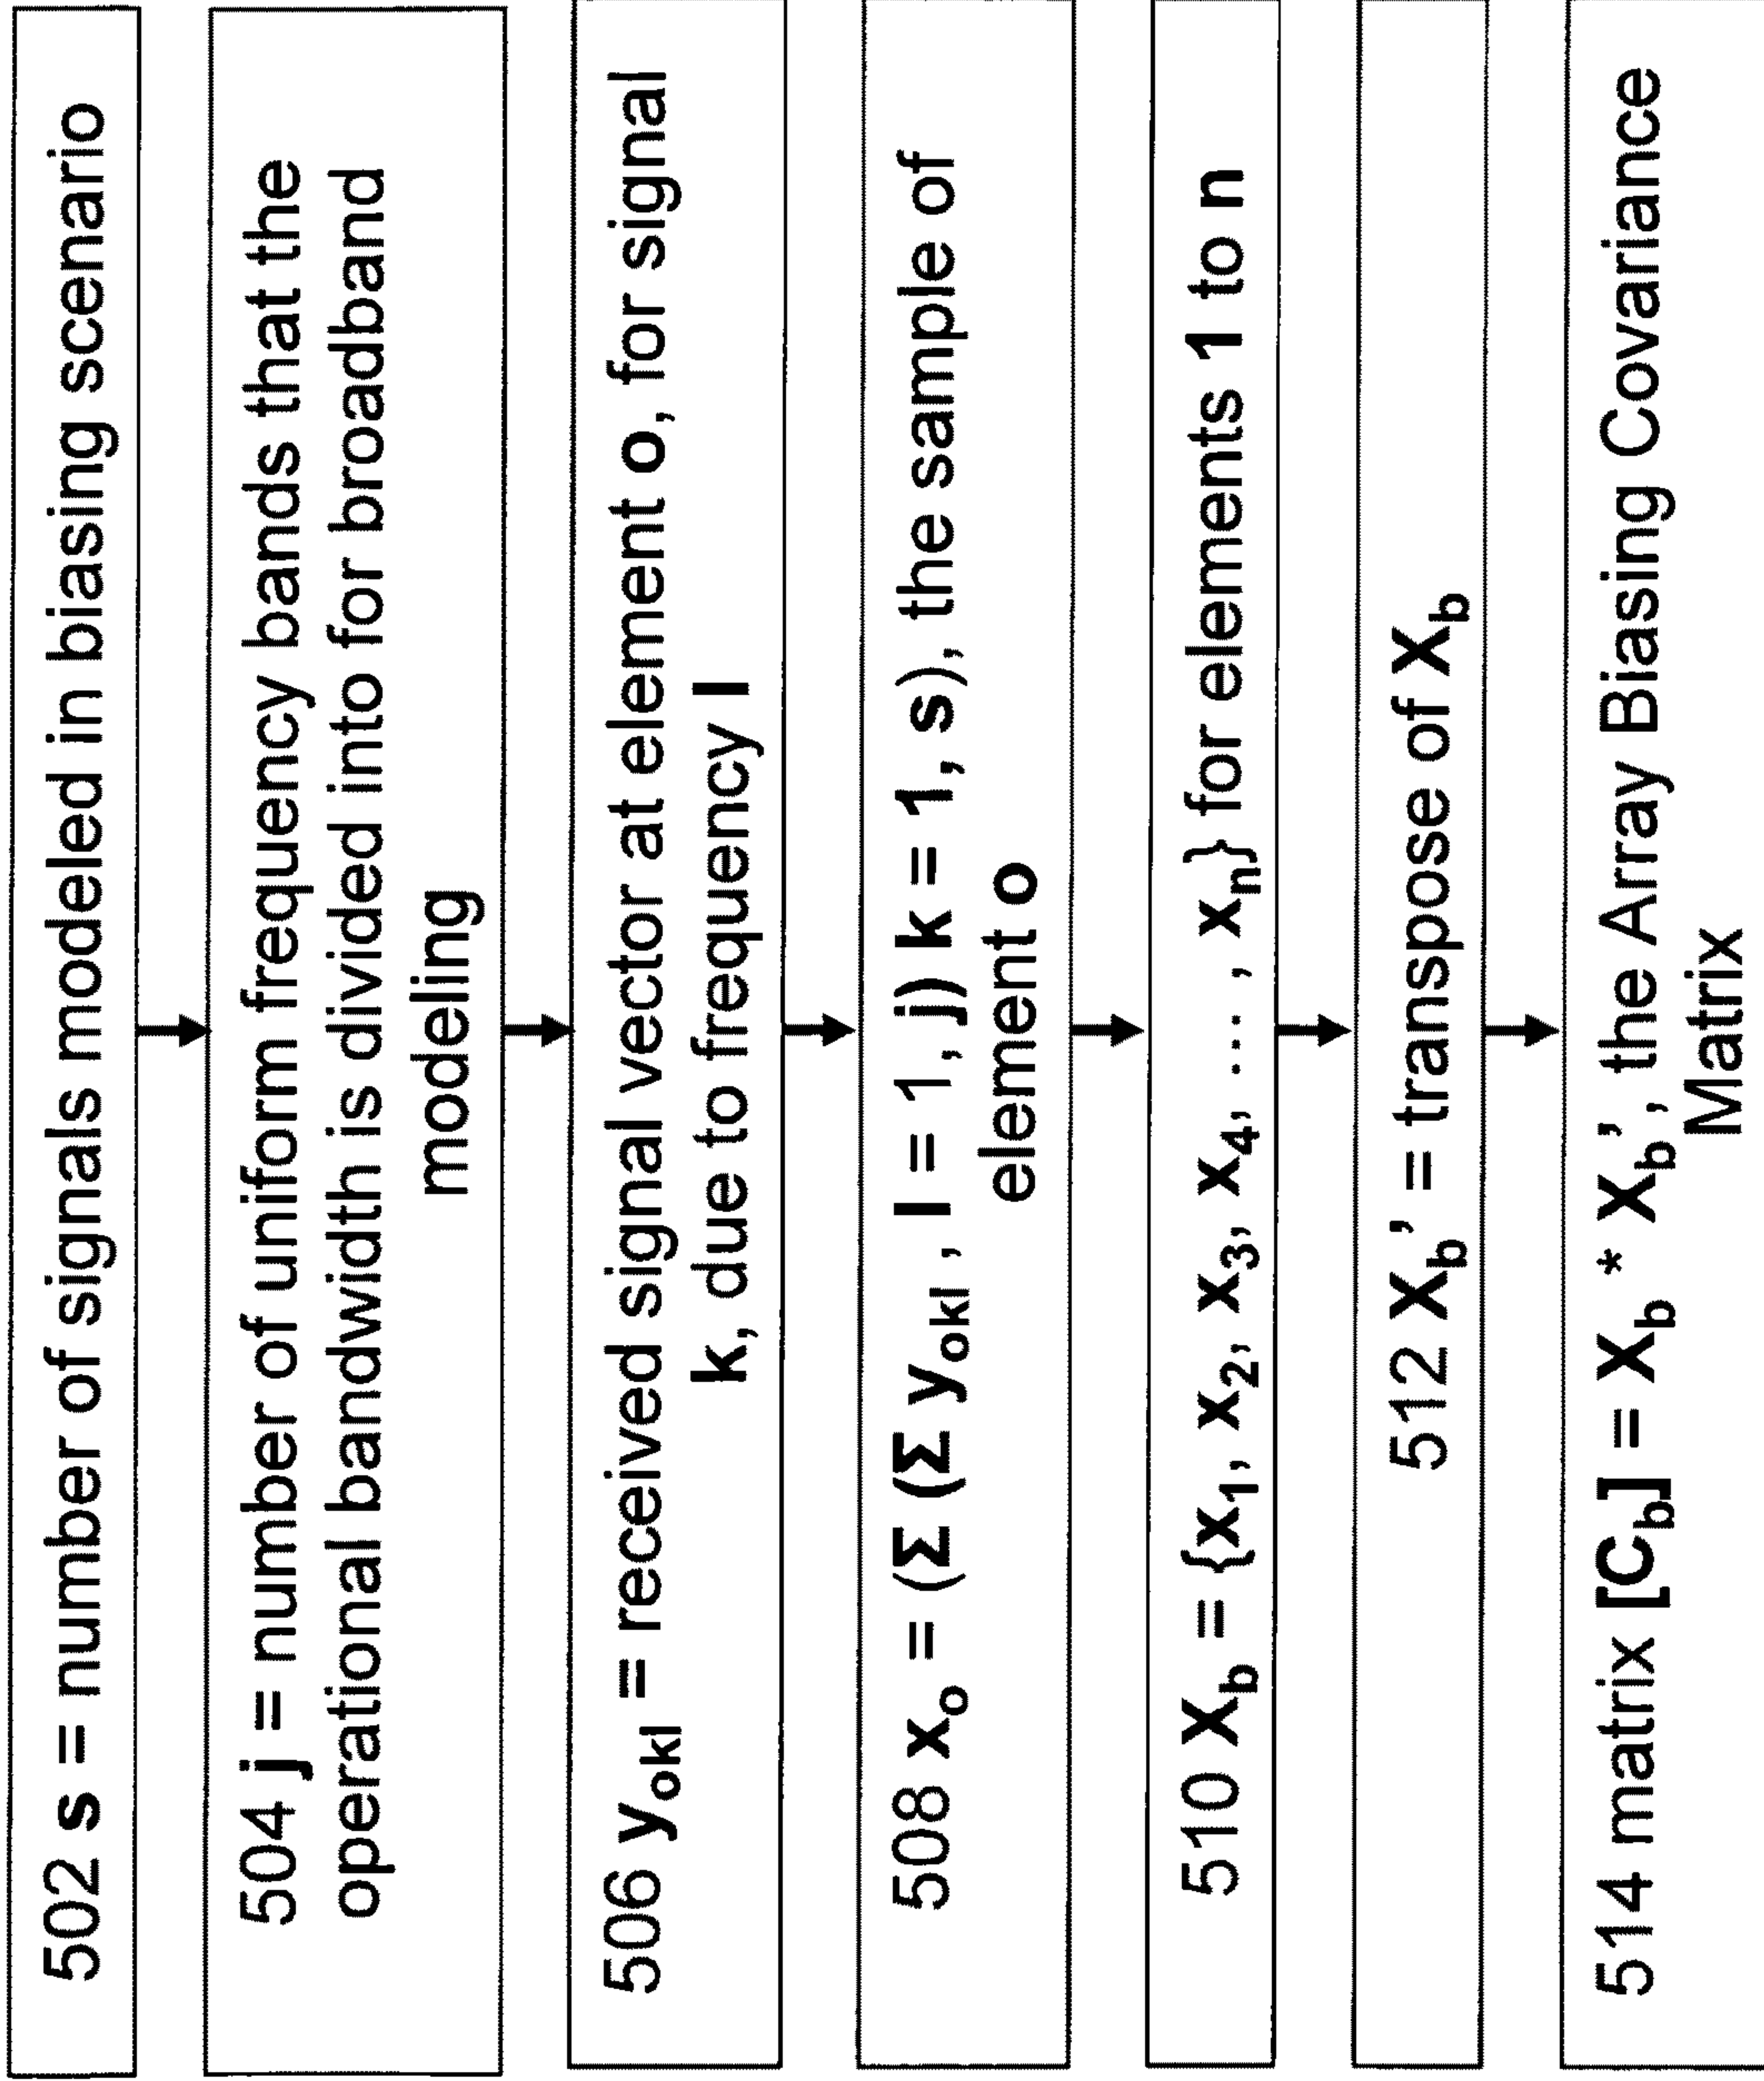 502 s = number of signals modeled in biasing scenario
504 j = number of uniform frequency bands that the
operational bandwidth is divided into for broadband
modeling
506 yokl = received signal vector at element o, for signal
k, due to frequency l
508 xo = (Σ (Σ yokl , l = 1, j) k = 1, s), the sample of
element o
510 Xb = {x1, x2, x3, x4, ... , xn} for elements 1 to n
512 Xb’ = transpose of Xb
514 matrix [Cb] = Xb * Xb’, the Array Biasing Covariance
Matrix